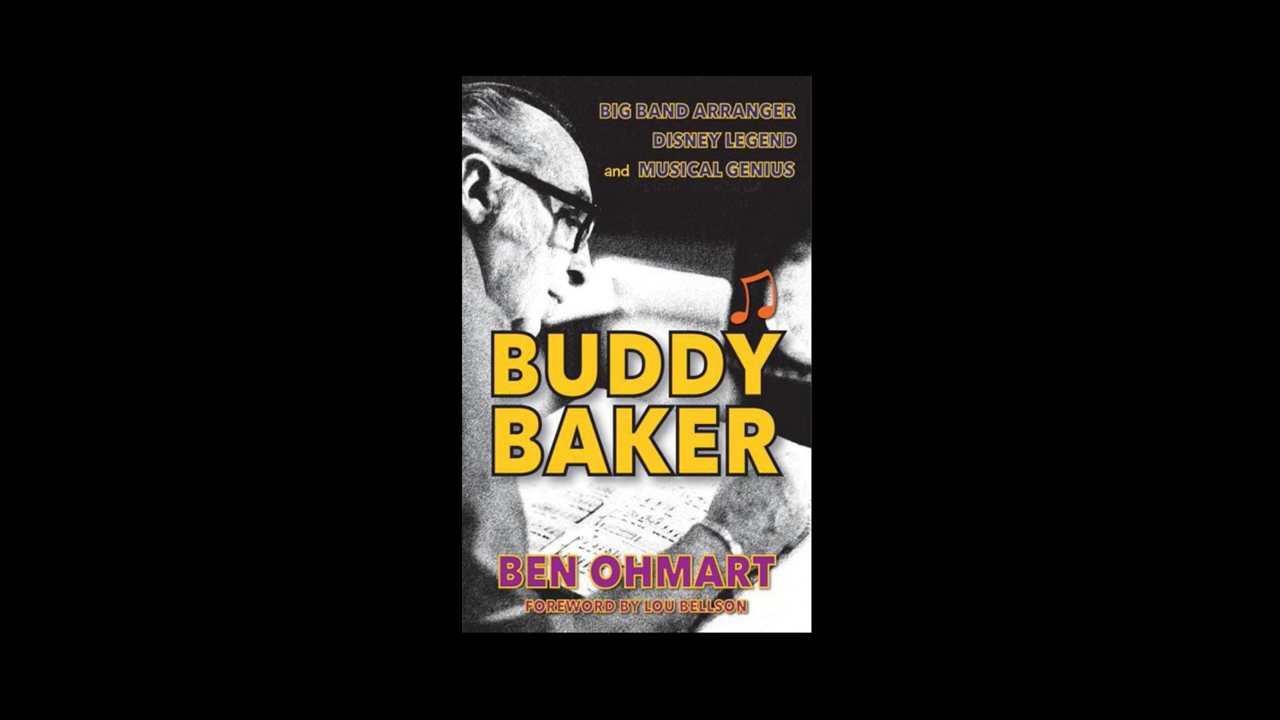 BIG BAND ARRANGER
DISNEY LEGEND
and MUSICAL GENIUS
BUDDY
BAKER
BEN OHMART
FOREWORD BY LOU BELLSON